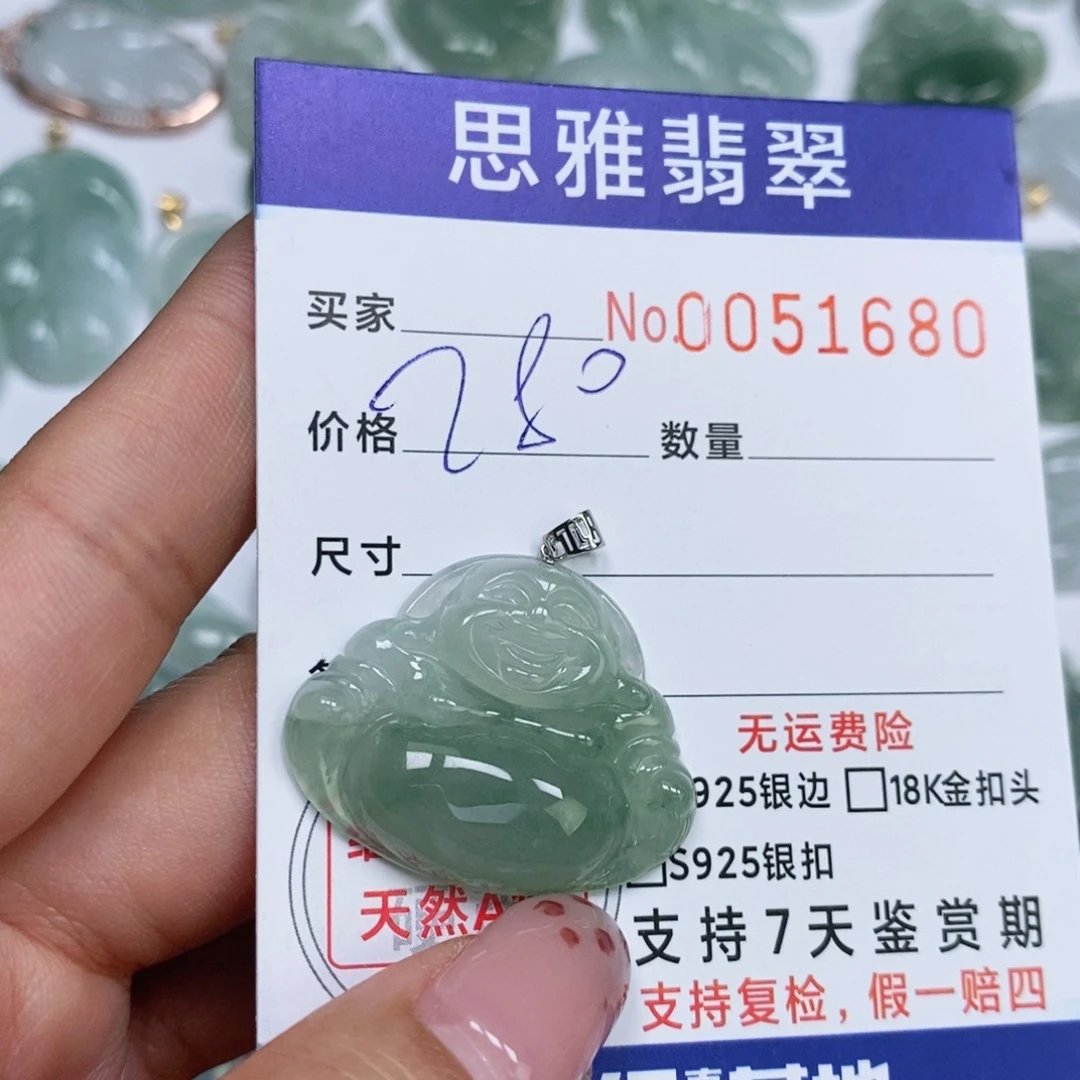 思雅翡翠
买家 No.0051680
价格 280 数量
尺寸
无运费险
925银边 □18K金扣头
□S925银扣
天然A
支持7天鉴赏期
支持复检，假一赔四